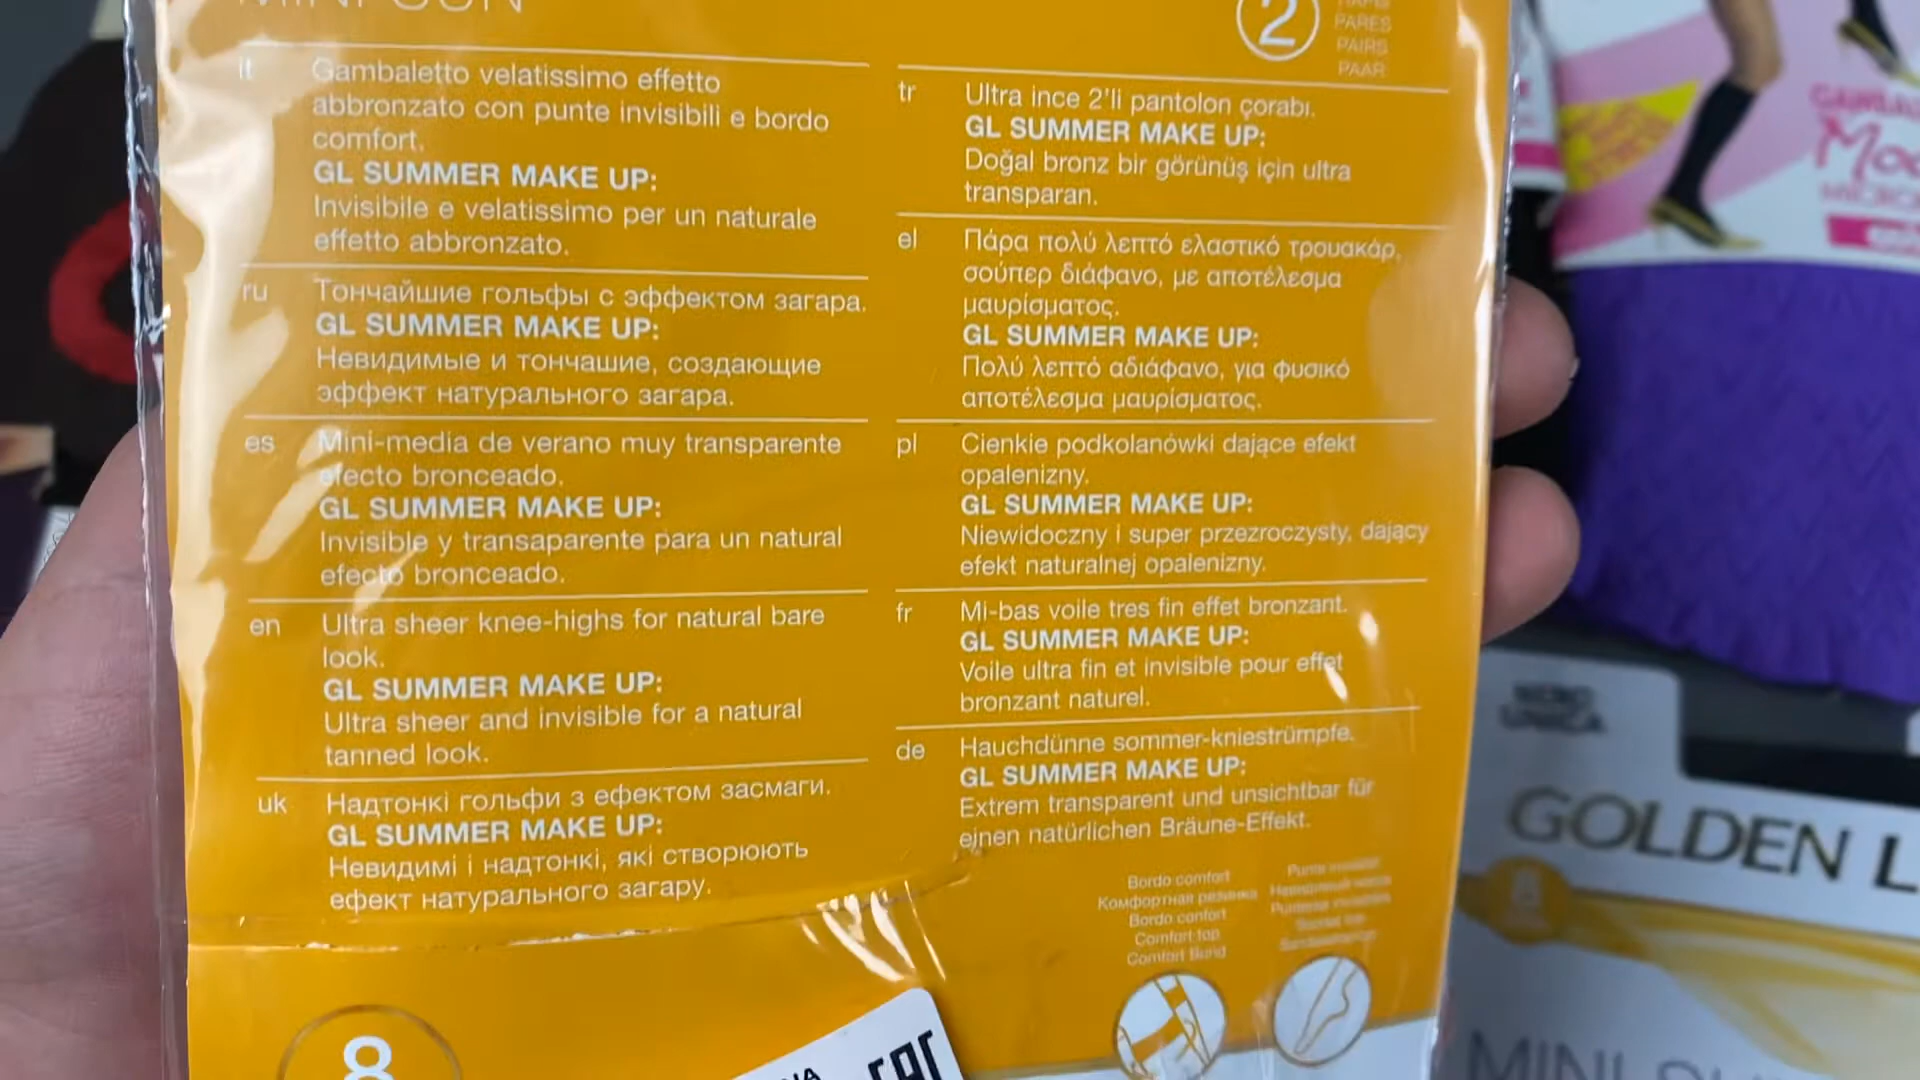 2
PARES
PAIRS
PAAR
it
Gambaletto velatissimo effetto
abbronzato con punte invisibili e bordo
comfort.
GL SUMMER MAKE UP:
Invisibile e velatissimo per un naturale
effetto abbronzato.
ru
Тончайшие гольфы с эффектом загара.
GL SUMMER MAKE UP:
Невидимые и тончашие, создающие
эффект натурального загара.
es
Mini-media de verano muy transparente
efecto bronceado.
GL SUMMER MAKE UP:
Invisible y transaparente para un natural
efecto bronceado.
en
Ultra sheer knee-highs for natural bare
look.
GL SUMMER MAKE UP:
Ultra sheer and invisible for a natural
tanned look.
uk
Надтонкі гольфи з ефектом засмаги.
GL SUMMER MAKE UP:
Невидимі і надтонкі, які створюють
ефект натурального загару.
8
tr
Ultra ince 2'li pantolon çorabı.
GL SUMMER MAKE UP:
Doğal bronz bir görünüş için ultra
transparan.
el
Πάρα πολύ λεπτό ελαστικό τρουακάρ,
σούπερ διάφανο, με αποτέλεσμα
μαυρίσματος.
GL SUMMER MAKE UP:
Πολύ λεπτό αδιάφανο, για φυσικό
αποτέλεσμα μαυρίσματος.
pl
Cienkie podkolanówki dające efekt
opalenizny.
GL SUMMER MAKE UP:
Niewidoczny i super przezroczysty, dający
efekt naturalnej opalenizny.
fr
Mi-bas voile tres fin effet bronzant.
GL SUMMER MAKE UP:
Voile ultra fin et invisible pour effet
bronzant naturel.
de
Hauchdünne sommer-kniestrümpfe.
GL SUMMER MAKE UP:
Extrem transparent und unsichtbar für
einen natürlichen Bräune-Effekt.
Bordo comfort
Комфортная резинка
Bordo confort
Comfort top
Comfort Bund
EAC
GOLDEN L
8
MINI